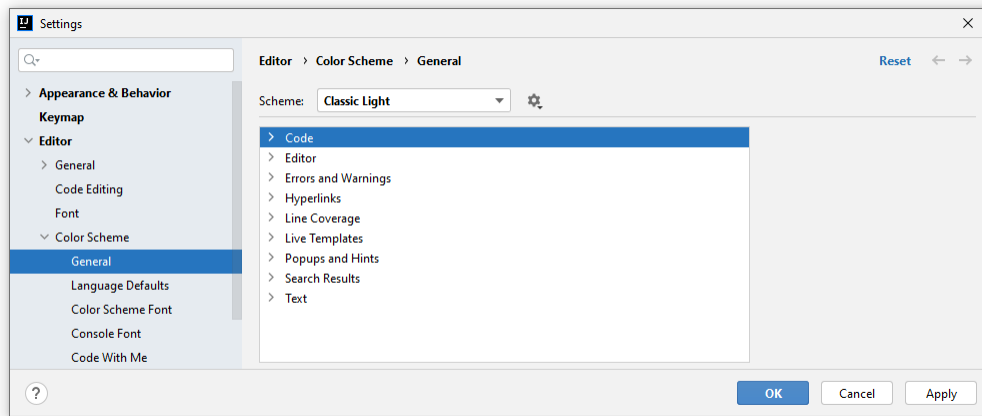 IJ
Settings
Appearance & Behavior
Keymap
Editor
General
Code Editing
Font
Color Scheme
General
Language Defaults
Color Scheme Font
Console Font
Code With Me
Editor › Color Scheme › General
Reset
Scheme: Classic Light
Code
Editor
Errors and Warnings
Hyperlinks
Line Coverage
Live Templates
Popups and Hints
Search Results
Text
?
OK
Cancel
Apply